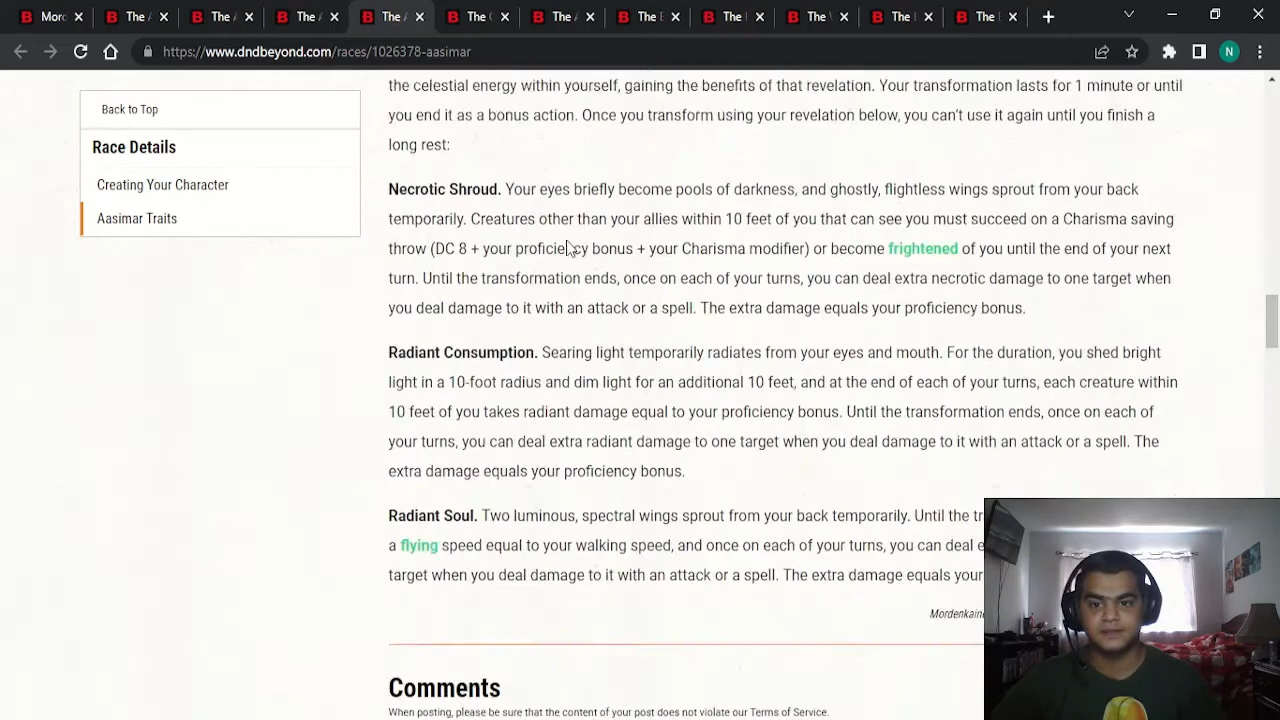 Mord
The A
The A
The A
The A
The C
The A
The E
The I
The V
The I
The E
https://www.dndbeyond.com/races/1026378-aasimar
N
Back to Top
Race Details
Creating Your Character
Aasimar Traits
the celestial energy within yourself, gaining the benefits of that revelation. Your transformation lasts for 1 minute or until
you end it as a bonus action. Once you transform using your revelation below, you can't use it again until you finish a
long rest:
Necrotic Shroud. Your eyes briefly become pools of darkness, and ghostly, flightless wings sprout from your back
temporarily. Creatures other than your allies within 10 feet of you that can see you must succeed on a Charisma saving
throw (DC 8 + your proficiency bonus + your Charisma modifier) or become frightened of you until the end of your next
turn. Until the transformation ends, once on each of your turns, you can deal extra necrotic damage to one target when
you deal damage to it with an attack or a spell. The extra damage equals your proficiency bonus.
Radiant Consumption. Searing light temporarily radiates from your eyes and mouth. For the duration, you shed bright
light in a 10-foot radius and dim light for an additional 10 feet, and at the end of each of your turns, each creature within
10 feet of you takes radiant damage equal to your proficiency bonus. Until the transformation ends, once on each of
your turns, you can deal extra radiant damage to one target when you deal damage to it with an attack or a spell. The
extra damage equals your proficiency bonus.
Radiant Soul. Two luminous, spectral wings sprout from your back temporarily. Until the
a flying speed equal to your walking speed, and once on each of your turns, you can deal
target when you deal damage to it with an attack or a spell. The extra damage equals your
Mordenkain
Comments
When posting, please be sure that the content of your post does not violate our Terms of Service.